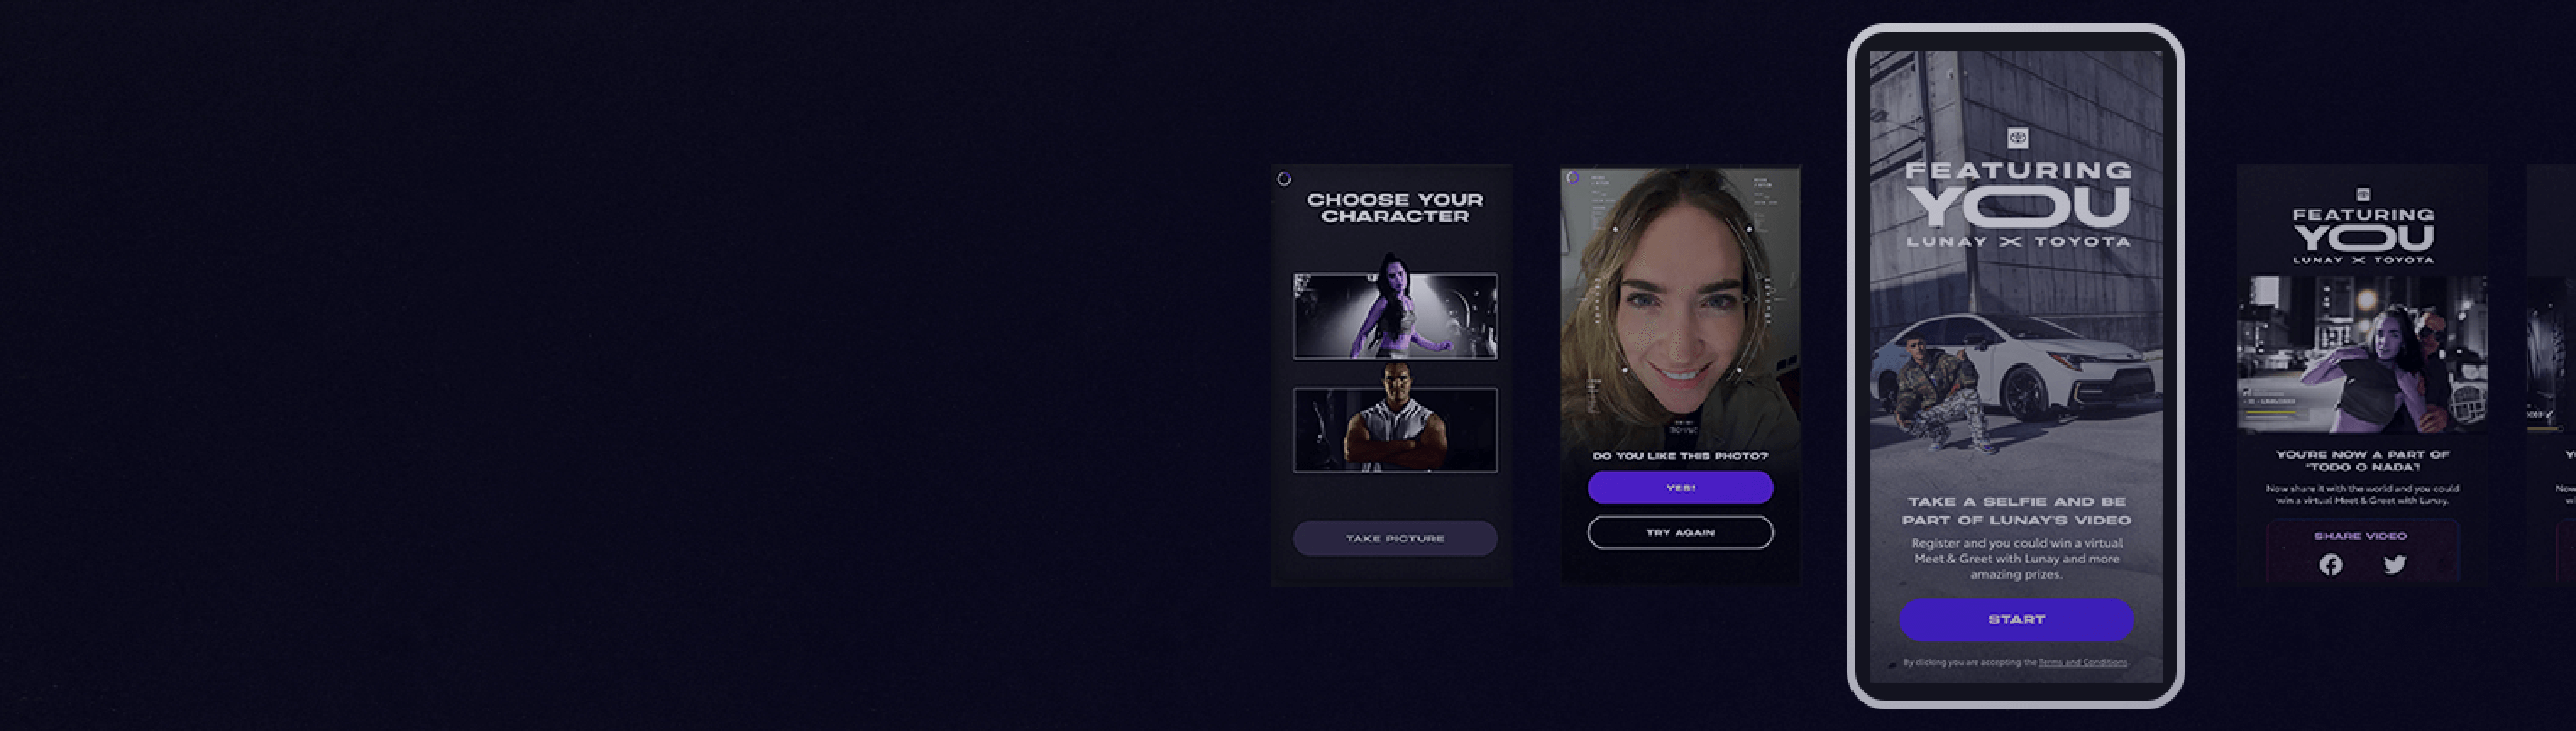 CHOOSE YOUR
CHARACTER
TAKE PICTURE
DO YOU LIKE THIS PHOTO?
YES!
TRY AGAIN
FEATURING
YOU
LUNAY X TOYOTA
TAKE A SELFIE AND BE
PART OF LUNAY'S VIDEO
Register and you could win a virtual
Meet & Greet with Lunay and more
amazing prizes.
START
By clicking you are accepting the Terms and Conditions.
FEATURING
YOU
LUNAY X TOYOTA
YOU'RE NOW A PART OF
"TODO O NADA"!
Now share it with the world and you could
win a virtual Meet & Greet with Lunay.
SHARE VIDEO